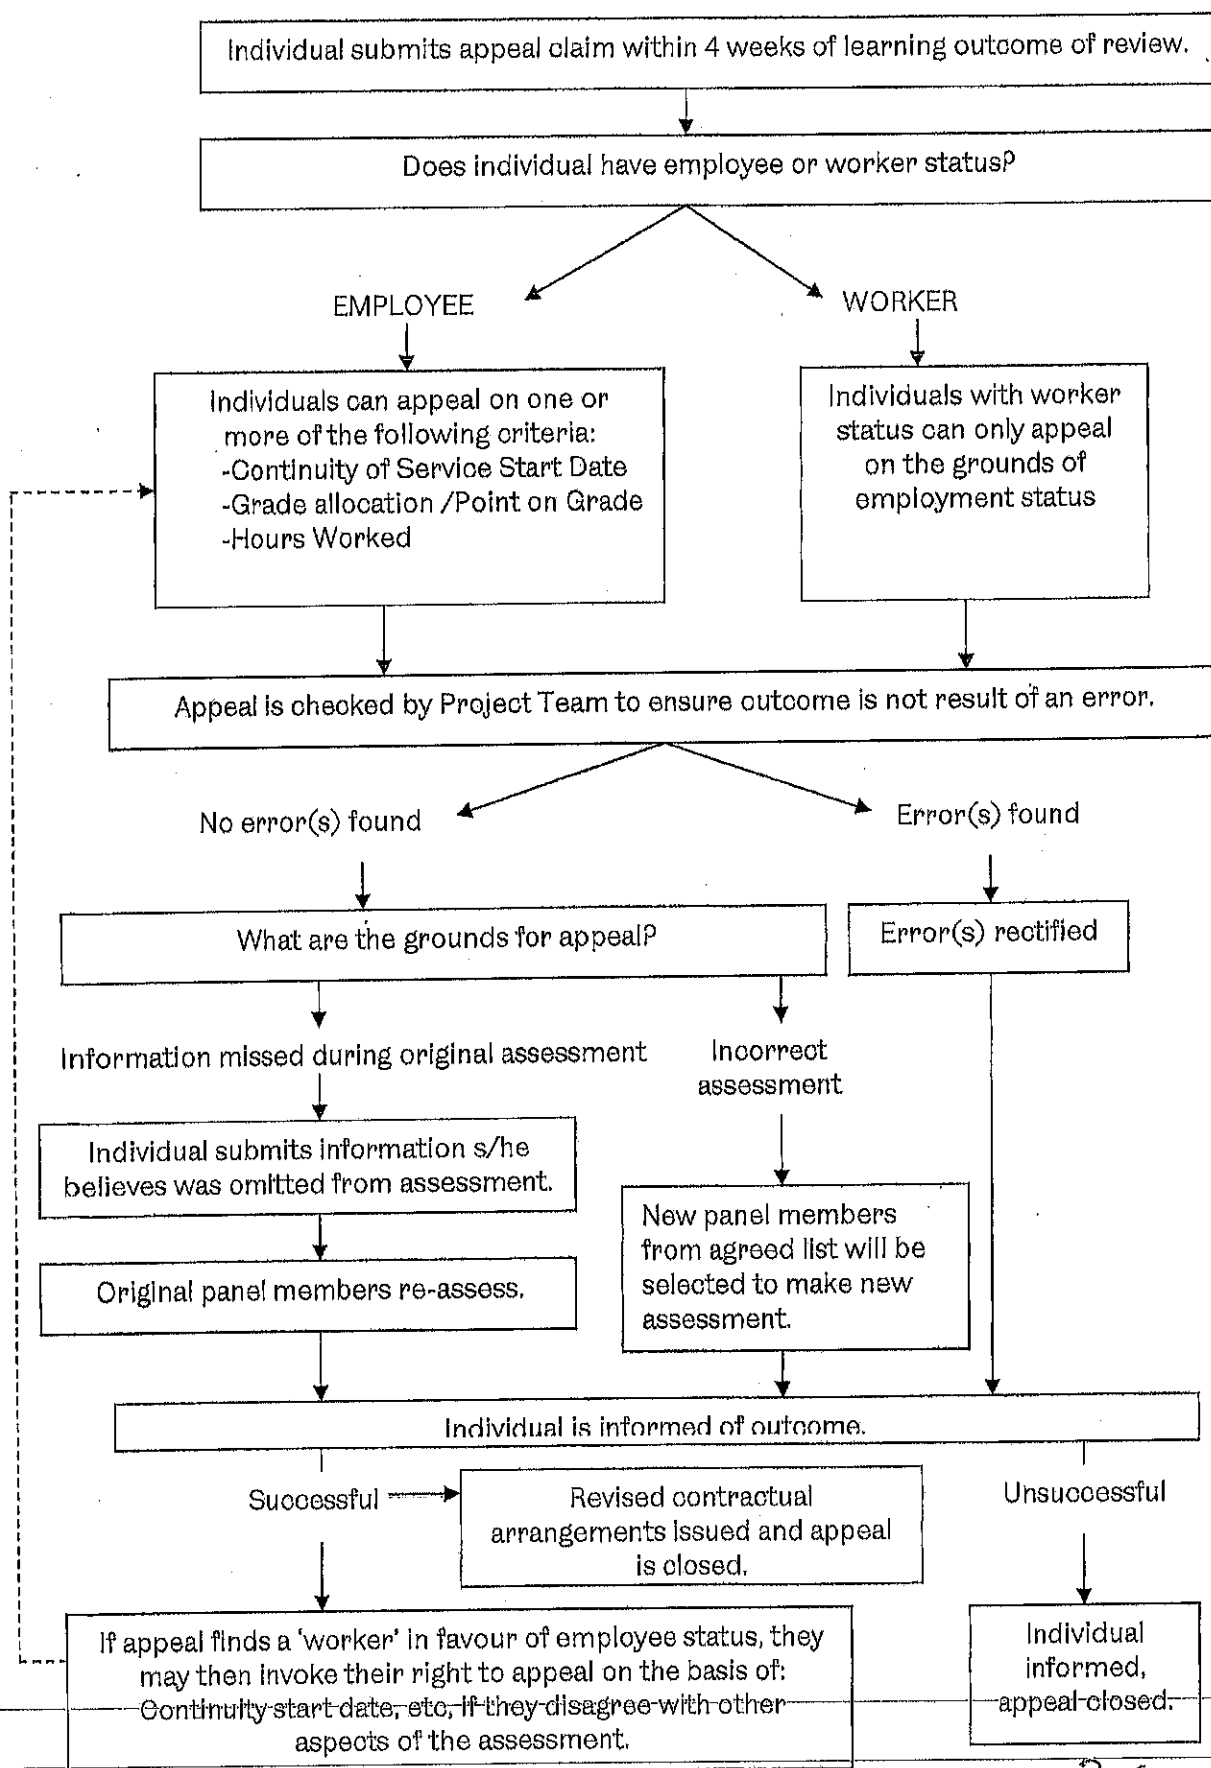 Individual submits appeal claim within 4 weeks of learning outcome of review.
Does individual have employee or worker status?
EMPLOYEE
WORKER
Individuals can appeal on one or
more of the following criteria:
-Continuity of Service Start Date
-Grade allocation /Point on Grade
-Hours Worked
Individuals with worker
status can only appeal
on the grounds of
employment status
Appeal is checked by Project Team to ensure outcome is not result of an error.
No error(s) found
Error(s) found
What are the grounds for appeal?
Error(s) rectified
Information missed during original assessment
Incorrect
assessment
Individual submits information s/he
believes was omitted from assessment.
New panel members
from agreed list will be
selected to make new
assessment.
Original panel members re-assess.
Individual is informed of outcome.
Successful
Revised contractual
arrangements issued and appeal
is closed.
Unsuccessful
If appeal finds a 'worker' in favour of employee status, they
may then invoke their right to appeal on the basis of:
Continuity start date, etc, if they disagree with other
aspects of the assessment.
Individual
informed,
appeal closed.